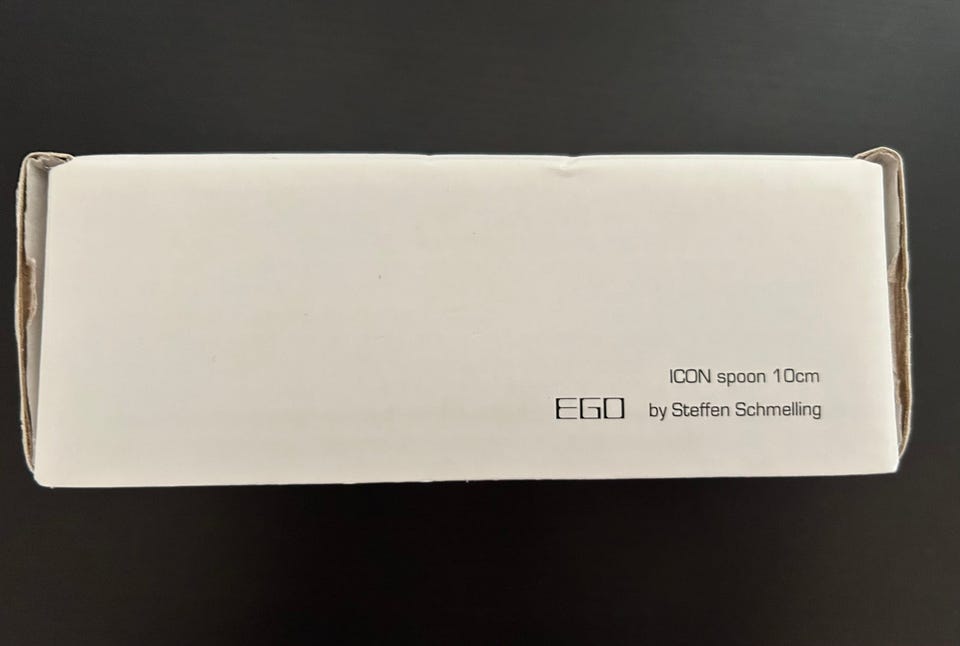 ICON spoon 10cm
EGO by Steffen Schmelling